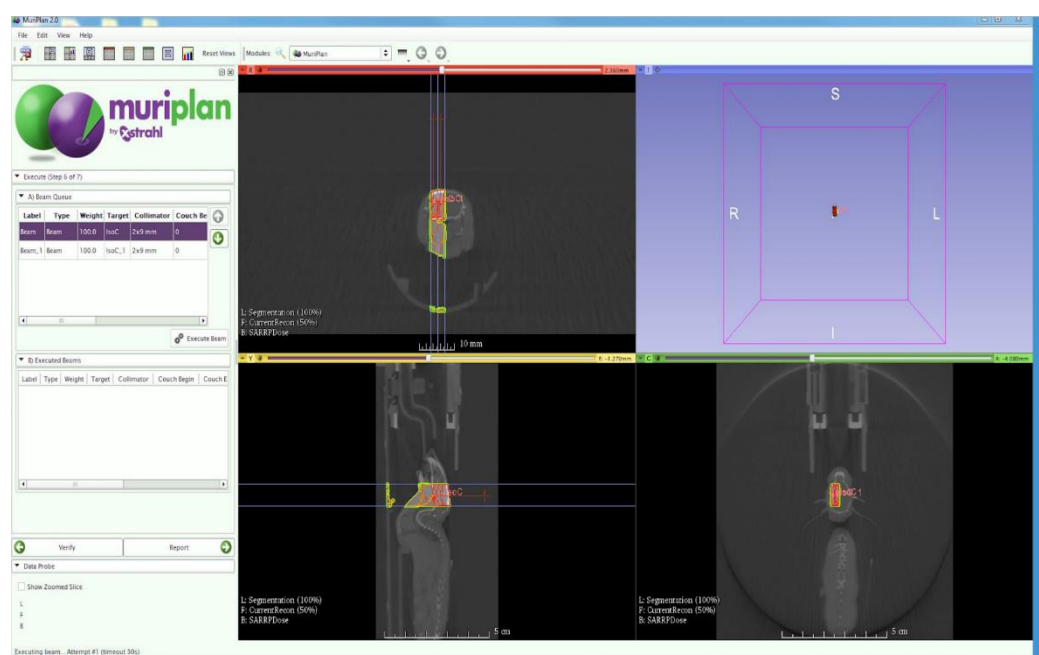 MuriPlan 2.0
File Edit View Help
Reset Views Modules: MuriPlan
R 2.360mm
1
muriplan
by xstrahl
Execute (Step 6 of 7)
A) Beam Queue
Label Type Weight Target Collimator Couch Be
Beam Beam 100.0 IsoC 2x9 mm 0
Beam_1 Beam 100.0 IsoC_1 2x9 mm 0
Execute Beam
B) Executed Beams
Label Type Weight Target Collimator Couch Begin Couch E
Verify Report
Data Probe
Show Zoomed Slice
L
F
B
Executing beam... Attempt #1 (timeout 30s)
L: Segmentation (100%)
F: CurrentRecon (50%)
B: SARRPDose
10 mm
S
R
L
I
Y
IsoC
L: Segmentation (100%)
F: CurrentRecon (50%)
B: SARRPDose
5 cm
C
L: Segmentation (100%)
F: CurrentRecon (50%)
B: SARRPDose
5 cm